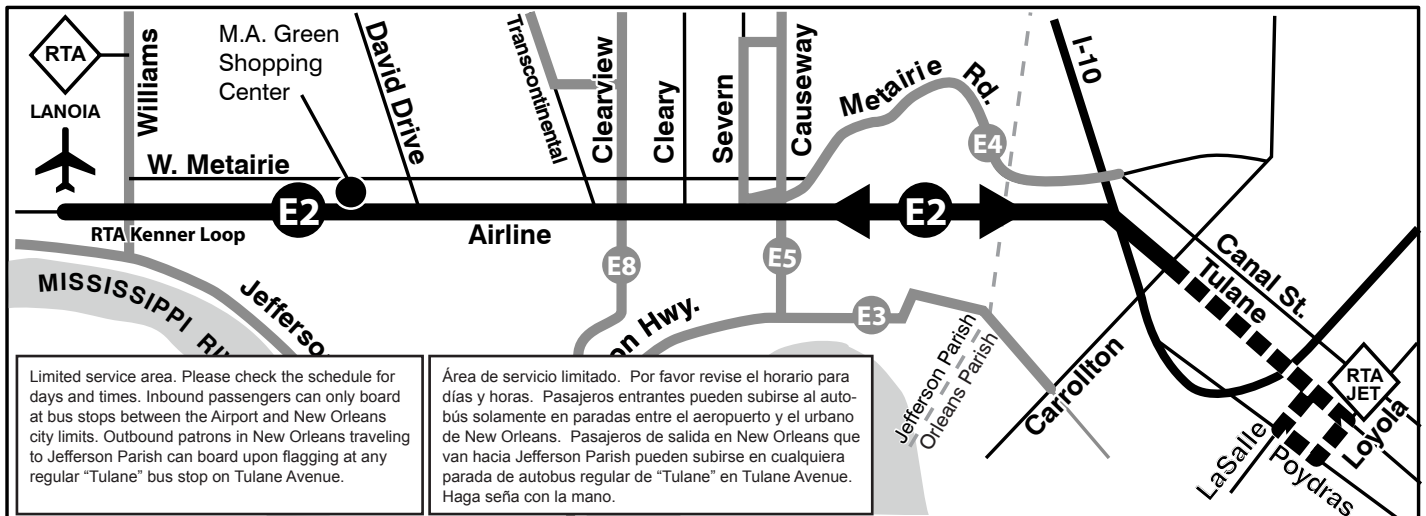 RTA
LANOIA
Williams
M.A. Green
Shopping
Center
David Drive
Transcontinental
Clearview
Cleary
Severn
Causeway
Metairie Rd.
E4
I-10
W. Metairie
E2
E2
RTA Kenner Loop
Airline
E8
E5
E3
Canal St.
Tulane
MISSISSIPPI RIV
Jefferso
on Hwy.
Jefferson Parish
Orleans Parish
Carrollton
RTA
JET
Loyola
LaSalle
Poydras
Limited service area. Please check the schedule for
days and times. Inbound passengers can only board
at bus stops between the Airport and New Orleans
city limits. Outbound patrons in New Orleans traveling
to Jefferson Parish can board upon flagging at any
regular “Tulane” bus stop on Tulane Avenue.
Área de servicio limitado. Por favor revise el horario para
días y horas. Pasajeros entrantes pueden subirse al auto-
bús solamente en paradas entre el aeropuerto y el urbano
de New Orleans. Pasajeros de salida en New Orleans que
van hacia Jefferson Parish pueden subirse en cualquiera
parada de autobus regular de “Tulane” en Tulane Avenue.
Haga seña con la mano.